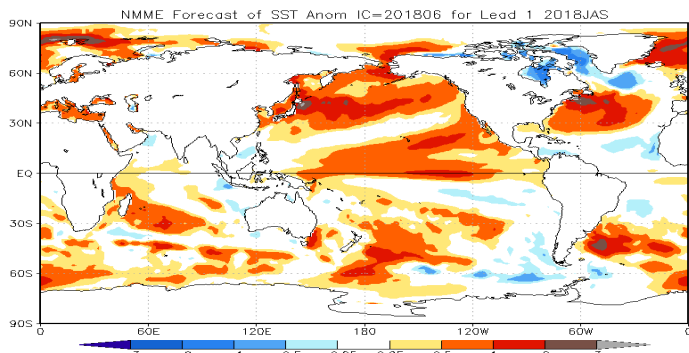 NMME Forecast of SST Anom IC=201806 for Lead 1 2018JAS
90N
60N
30N
EQ
30S
60S
90S
0 60E 120E 180 120W 60W